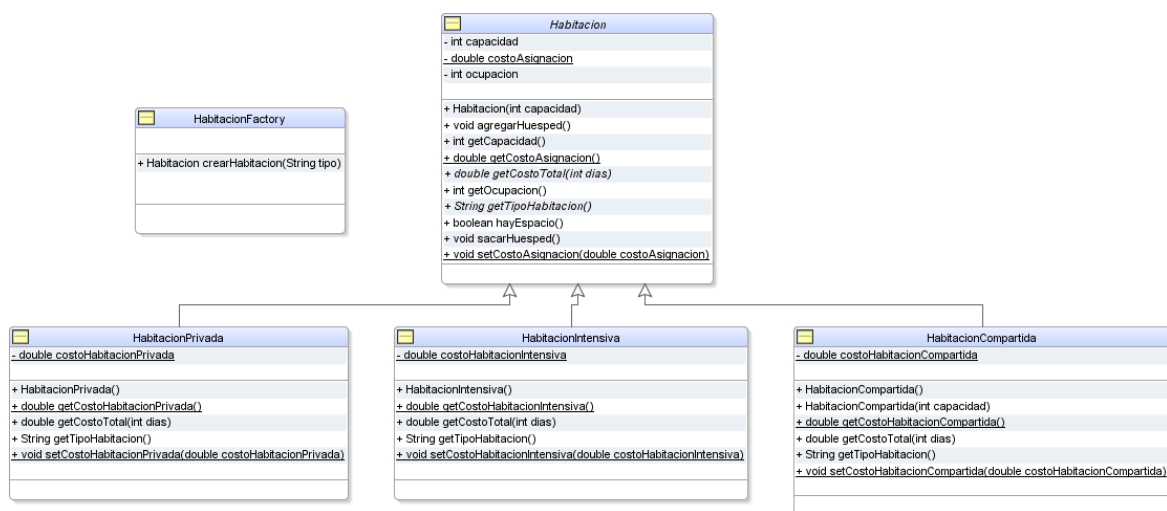 Habitacion
- int capacidad
- double costoAsignacion
- int ocupacion
+ Habitacion(int capacidad)
+ void agregarHuesped()
+ int getCapacidad()
+ double getCostoAsignacion()
+ double getCostoTotal(int dias)
+ int getOcupacion()
+ String getTipoHabitacion()
+ boolean hayEspacio()
+ void sacarHuesped()
+ void setCostoAsignacion(double costoAsignacion)
HabitacionFactory
+ Habitacion crearHabitacion(String tipo)
HabitacionPrivada
- double costoHabitacionPrivada
+ HabitacionPrivada()
+ double getCostoHabitacionPrivada()
+ double getCostoTotal(int dias)
+ String getTipoHabitacion()
+ void setCostoHabitacionPrivada(double costoHabitacionPrivada)
HabitacionIntensiva
- double costoHabitacionIntensiva
+ HabitacionIntensiva()
+ double getCostoHabitacionIntensiva()
+ double getCostoTotal(int dias)
+ String getTipoHabitacion()
+ void setCostoHabitacionIntensiva(double costoHabitacionIntensiva)
HabitacionCompartida
- double costoHabitacionCompartida
+ HabitacionCompartida()
+ HabitacionCompartida(int capacidad)
+ double getCostoHabitacionCompartida()
+ double getCostoTotal(int dias)
+ String getTipoHabitacion()
+ void setCostoHabitacionCompartida(double costoHabitacionCompartida)